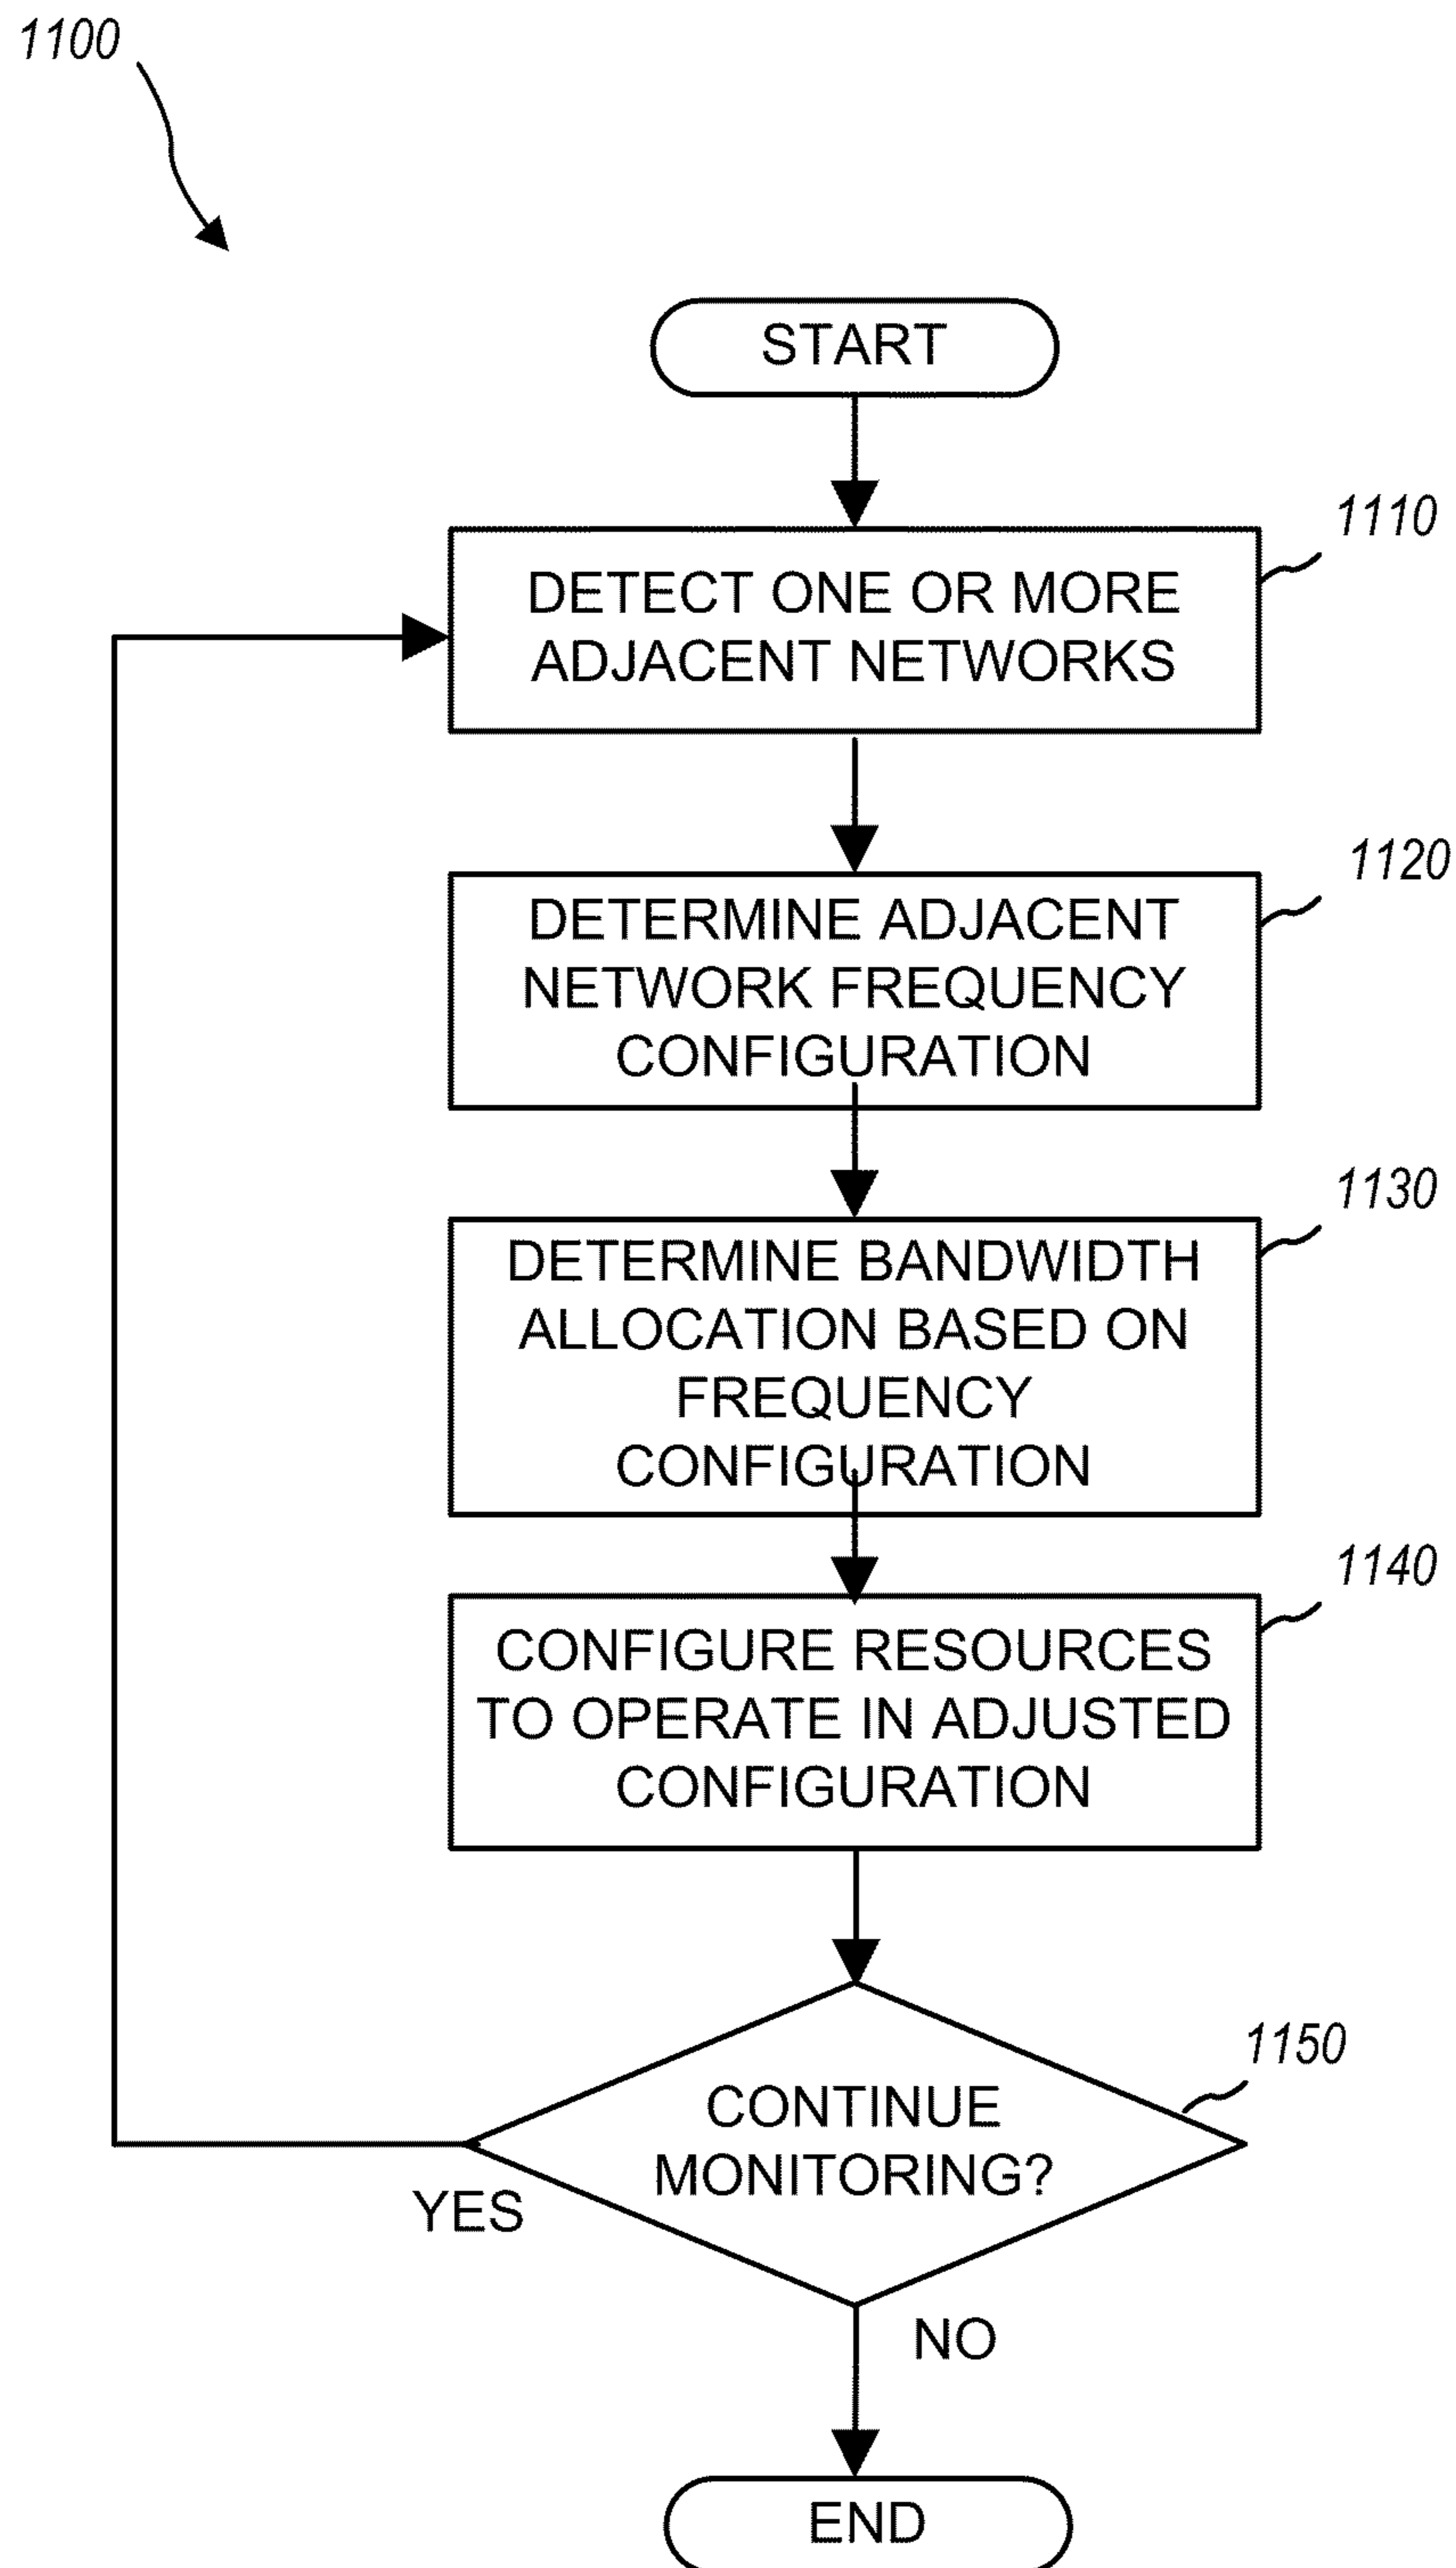 1100
START
1110
DETECT ONE OR MORE
ADJACENT NETWORKS
1120
DETERMINE ADJACENT
NETWORK FREQUENCY
CONFIGURATION
1130
DETERMINE BANDWIDTH
ALLOCATION BASED ON
FREQUENCY
CONFIGURATION
1140
CONFIGURE RESOURCES
TO OPERATE IN ADJUSTED
CONFIGURATION
1150
CONTINUE
MONITORING?
YES
NO
END